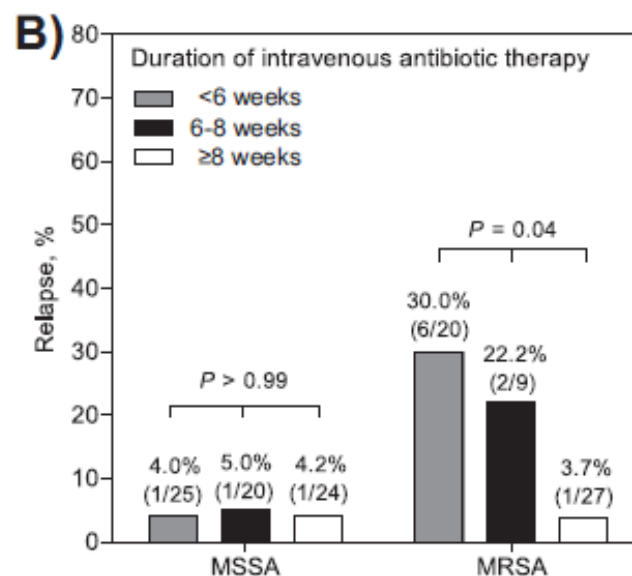 B)
Duration of intravenous antibiotic therapy
<6 weeks
6-8 weeks
≥8 weeks
Relapse, %
80
70
60
50
40
30
20
10
0
P > 0.99
4.0%
(1/25)
5.0%
(1/20)
4.2%
(1/24)
P = 0.04
30.0%
(6/20)
22.2%
(2/9)
3.7%
(1/27)
MSSA
MRSA